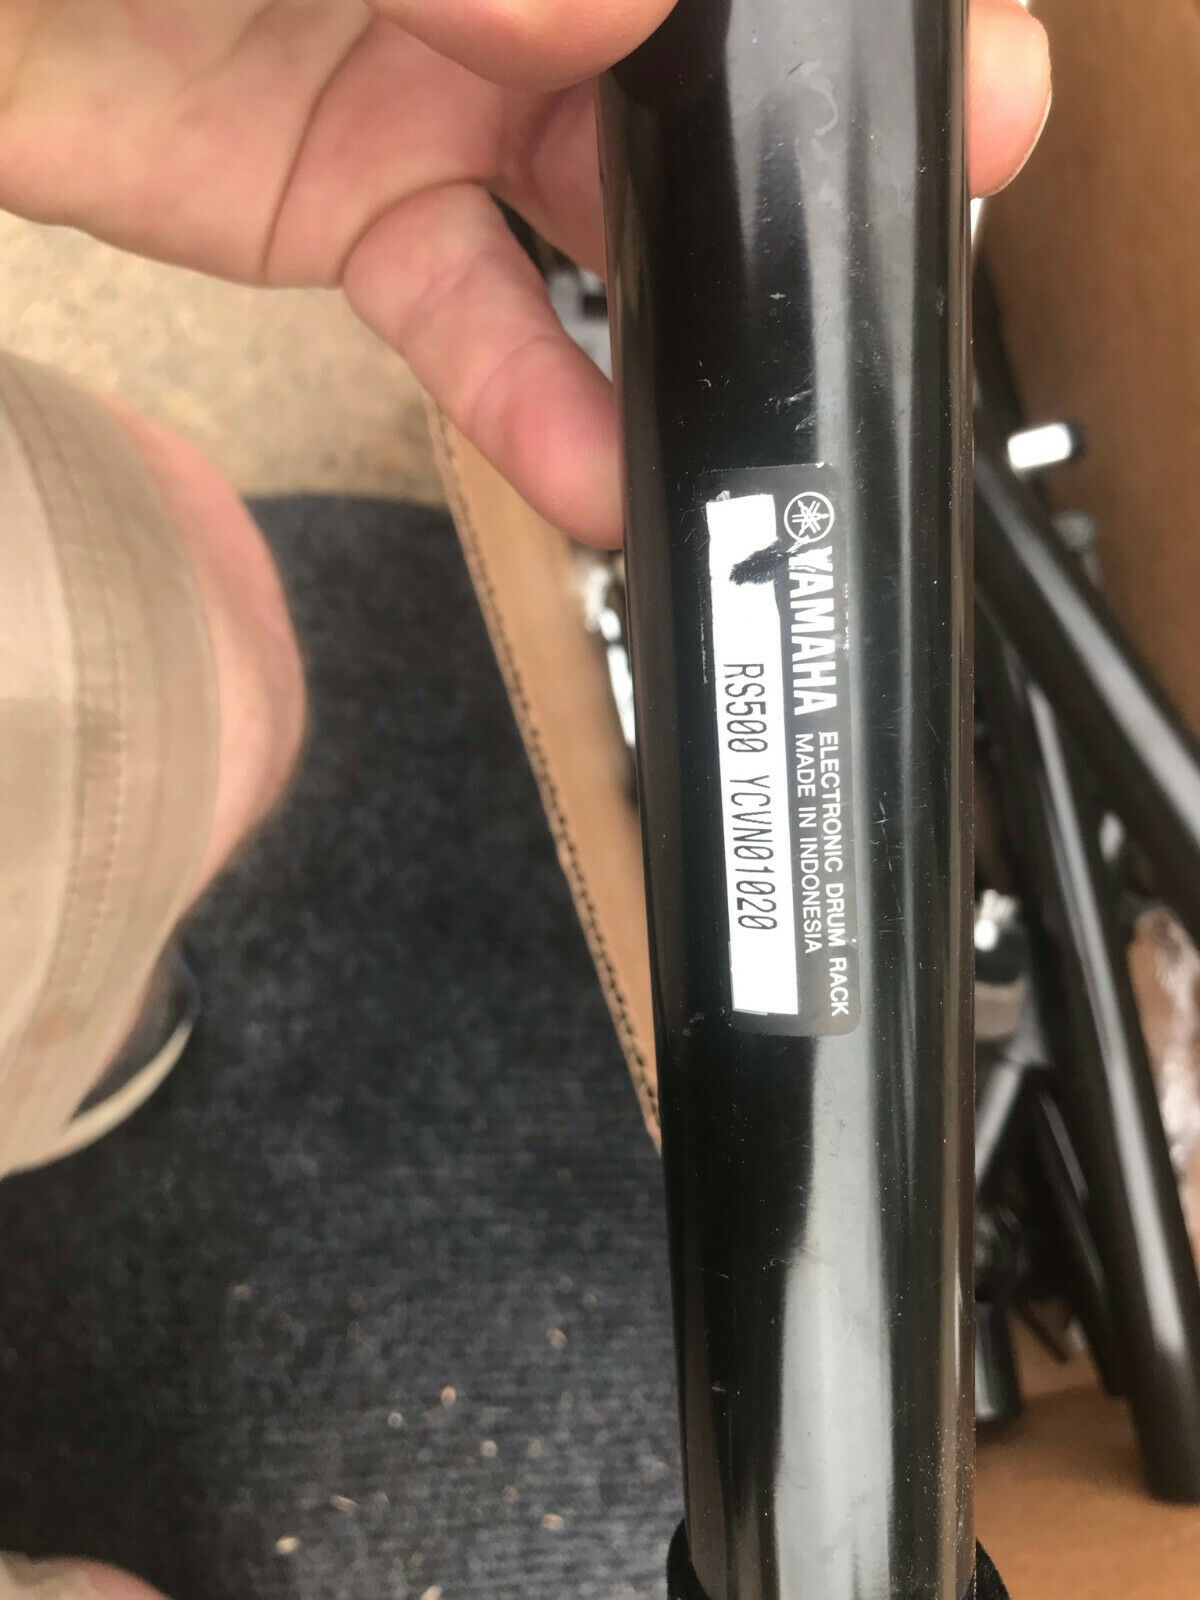 YAMAHA ELECTRONIC DRUM RACK
MADE IN INDONESIA
RS500 YCVN01020